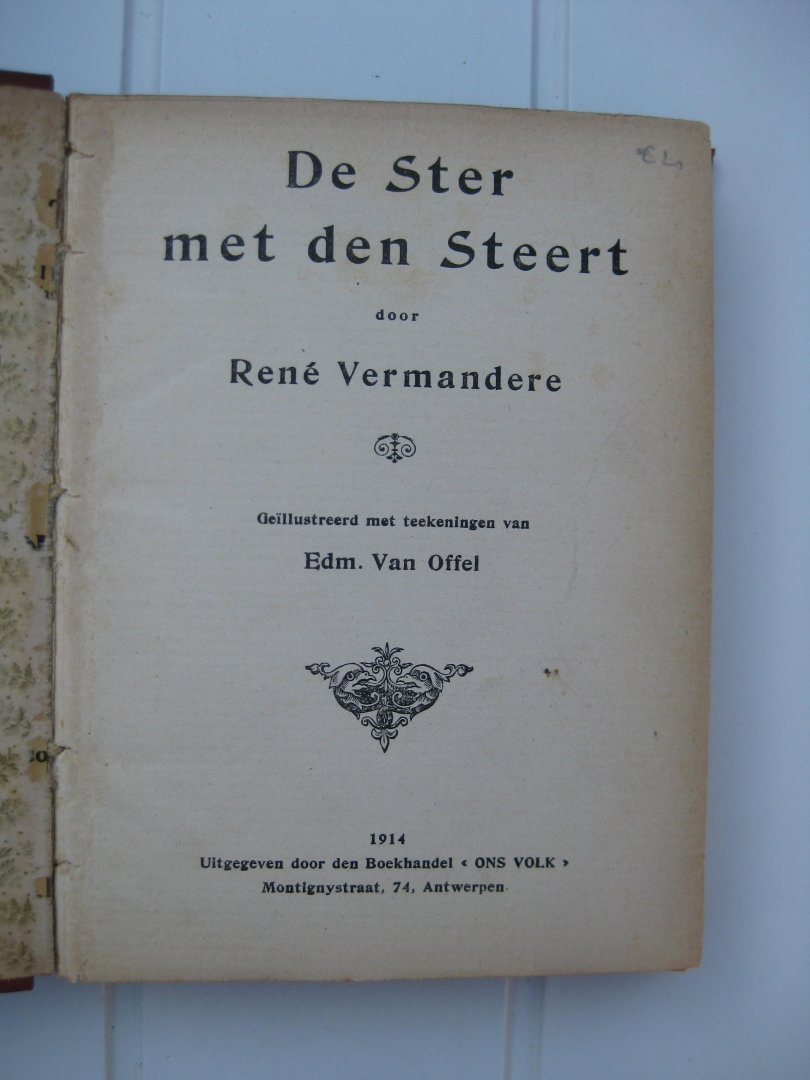 De Ster
met den Steert
door
René Vermandere
Geïllustreerd met teekeningen van
Edm. Van Offel
1914
Uitgegeven door den Boekhandel « ONS VOLK »
Montignystraat, 74, Antwerpen.